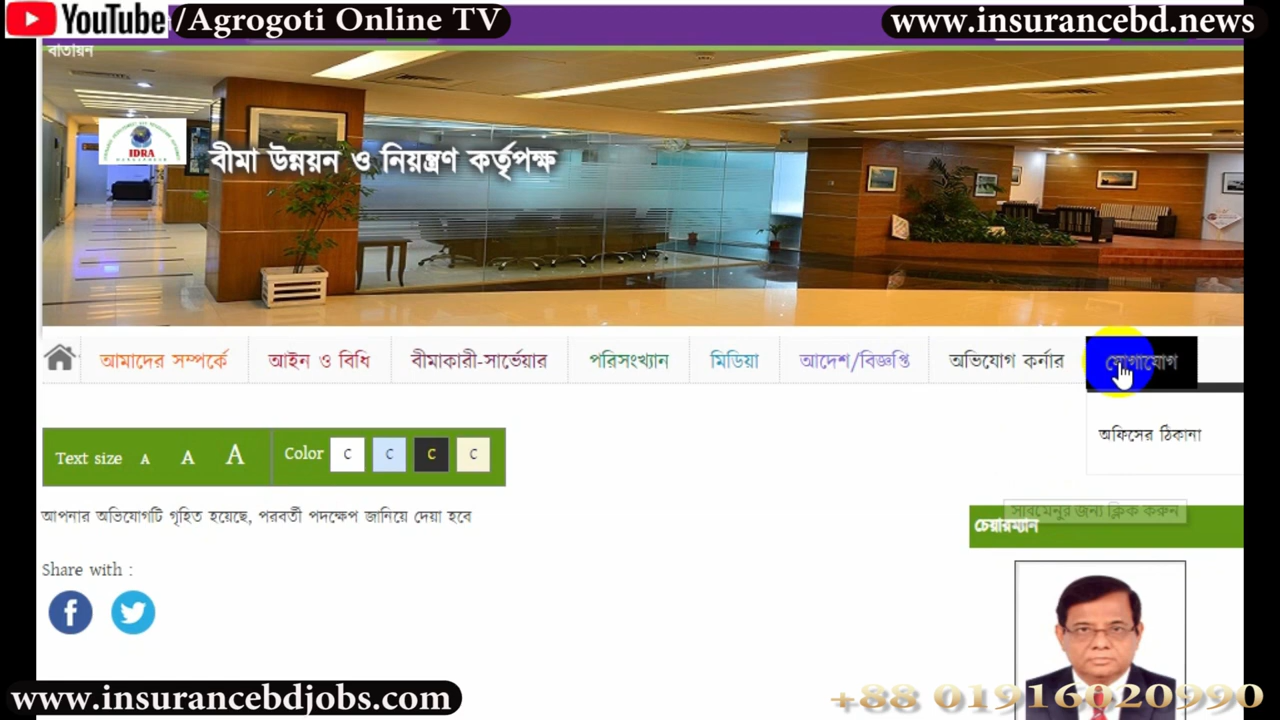 YouTube /Agrogoti Online TV
www.insurancebd.news
বাতায়ন
IDRA
বীমা উন্নয়ন ও নিয়ন্ত্রণ কর্তৃপক্ষ
আমাদের সম্পর্কে
আইন ও বিধি
বীমাকারী-সার্ভেয়ার
পরিসংখ্যান
মিডিয়া
আদেশ/বিজ্ঞপ্তি
অভিযোগ কর্নার
যোগাযোগ
অফিসের ঠিকানা
Text size A A A Color C C C C
আপনার অভিযোগটি গৃহিত হয়েছে, পরবর্তী পদক্ষেপ জানিয়ে দেয়া হবে
সাবমেনুর জন্য ক্লিক করুন
চেয়ারম্যান
Share with :
www.insurancebdjobs.com
+88 01916020990